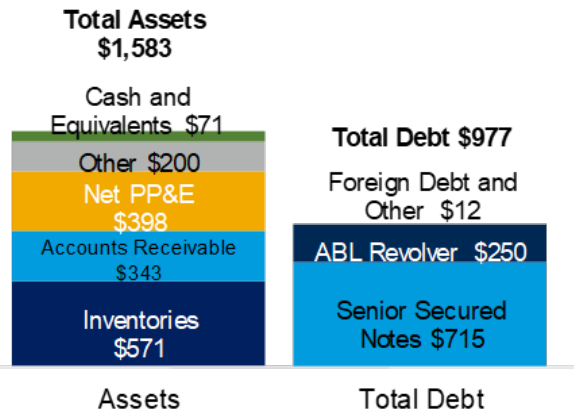 Total Assets
$1,583
Cash and
Equivalents $71
Other $200
Net PP&E
$398
Accounts Receivable
$343
Inventories
$571
Assets
Total Debt $977
Foreign Debt and
Other $12
ABL Revolver $250
Senior Secured
Notes $715
Total Debt